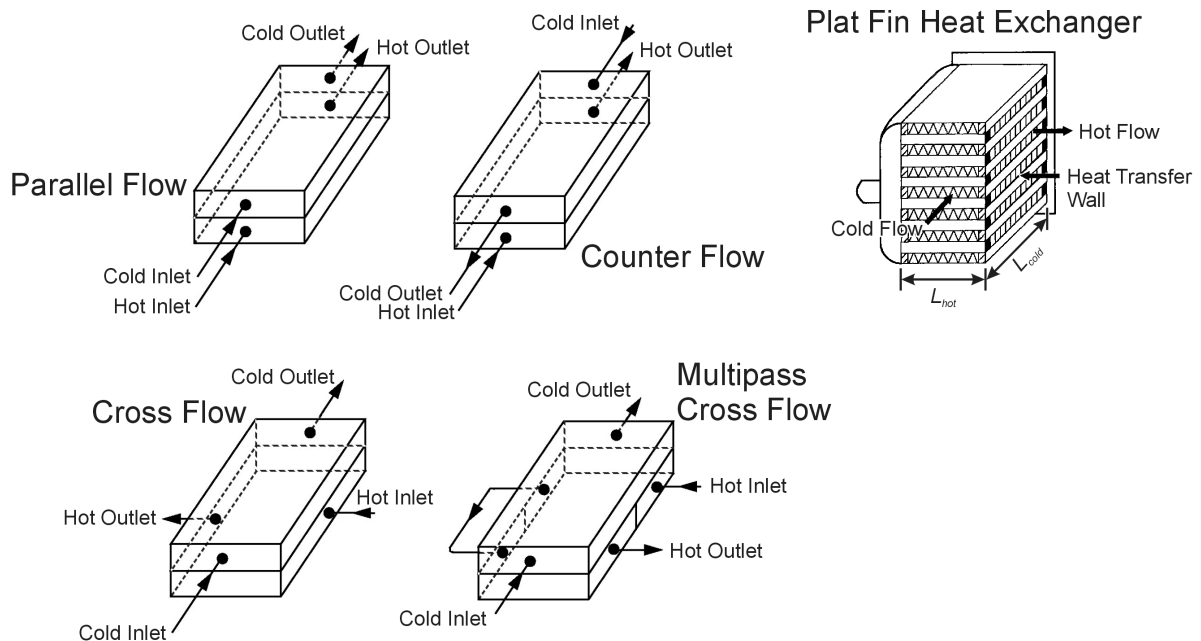 Cold Outlet
Hot Outlet
Parallel Flow
Cold Inlet
Hot Inlet
Cold Inlet
Hot Outlet
Counter Flow
Cold Outlet
Hot Inlet
Plat Fin Heat Exchanger
Hot Flow
Heat Transfer
Wall
Cold Flow
L cold
L hot
Cold Outlet
Cross Flow
Hot Inlet
Hot Outlet
Cold Inlet
Multipass
Cross Flow
Cold Outlet
Hot Inlet
Hot Outlet
Cold Inlet